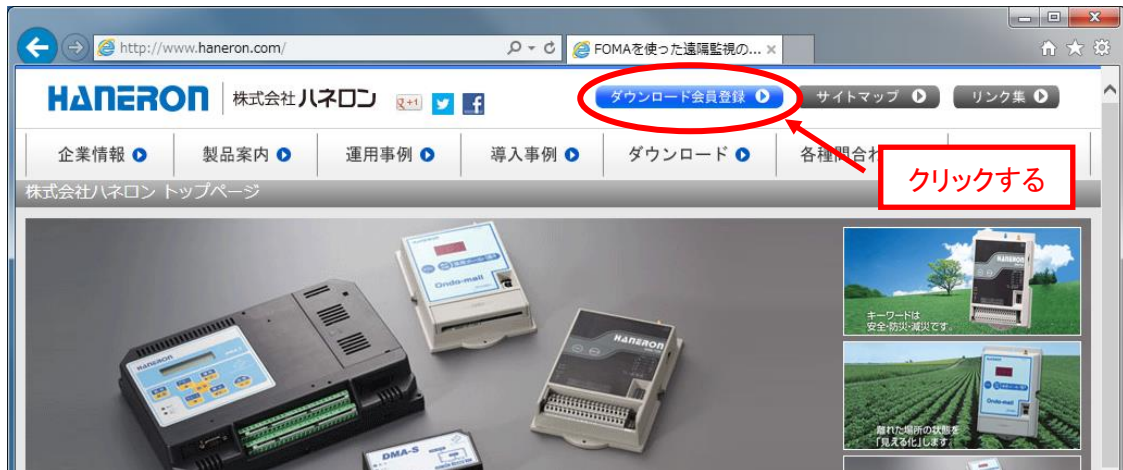 http://www.haneron.com/
FOMAを使った遠隔監視の...
HANERON 株式会社ハネロン
ダウンロード会員登録
サイトマップ
リンク集
企業情報
製品案内
運用事例
導入事例
ダウンロード
各種問合わ
クリックする
株式会社ハネロン トップページ
HANERON
Ondo-mail
HANERON
HANERON
DMA-S
キーワードは
安全・防災・減災です。
Ondo-mail
離れた場所の状態を
「見える化」します